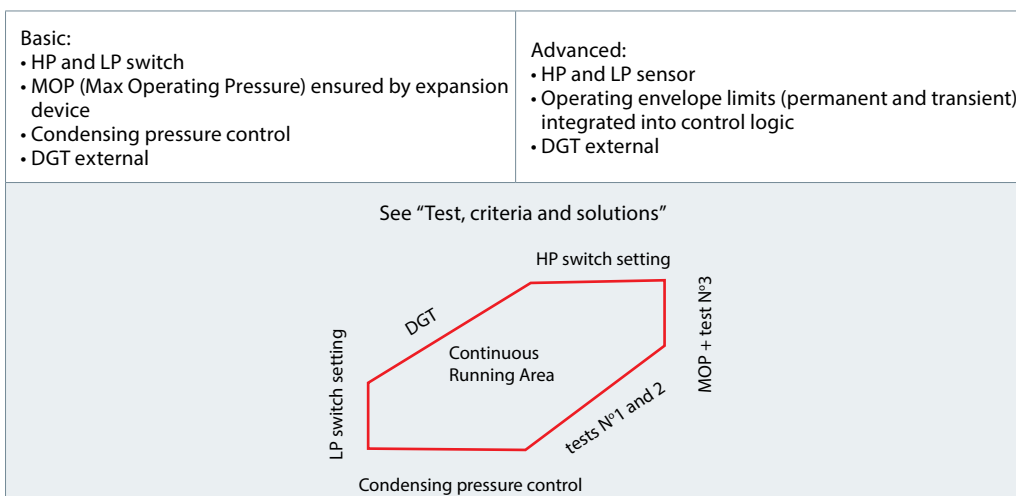 Basic:
• HP and LP switch
• MOP (Max Operating Pressure) ensured by expansion
device
• Condensing pressure control
• DGT external
Advanced:
• HP and LP sensor
• Operating envelope limits (permanent and transient)
integrated into control logic
• DGT external
See “Test, criteria and solutions”
HP switch setting
DGT
MOP + test N°3
Continuous
Running Area
LP switch setting
tests N°1 and 2
Condensing pressure control